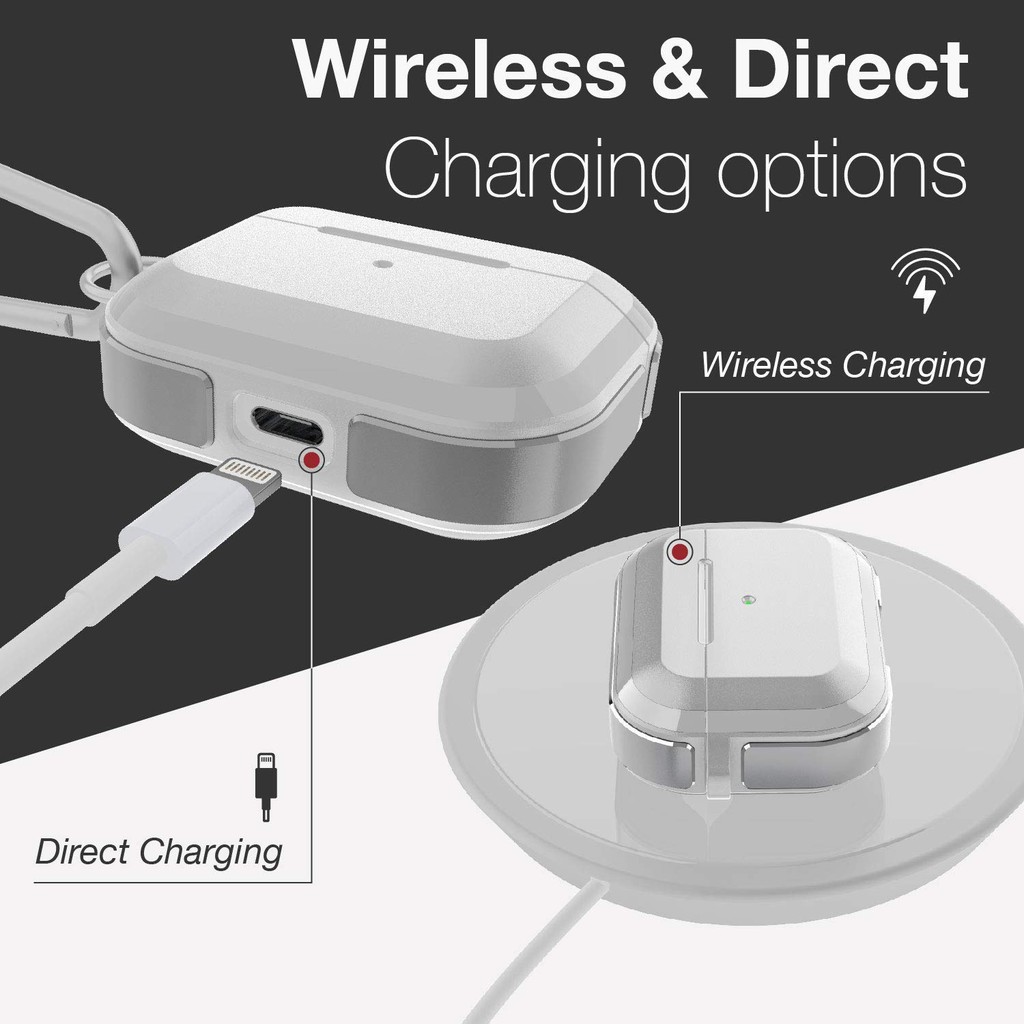 Wireless & Direct
Charging options
Wireless Charging
Direct Charging